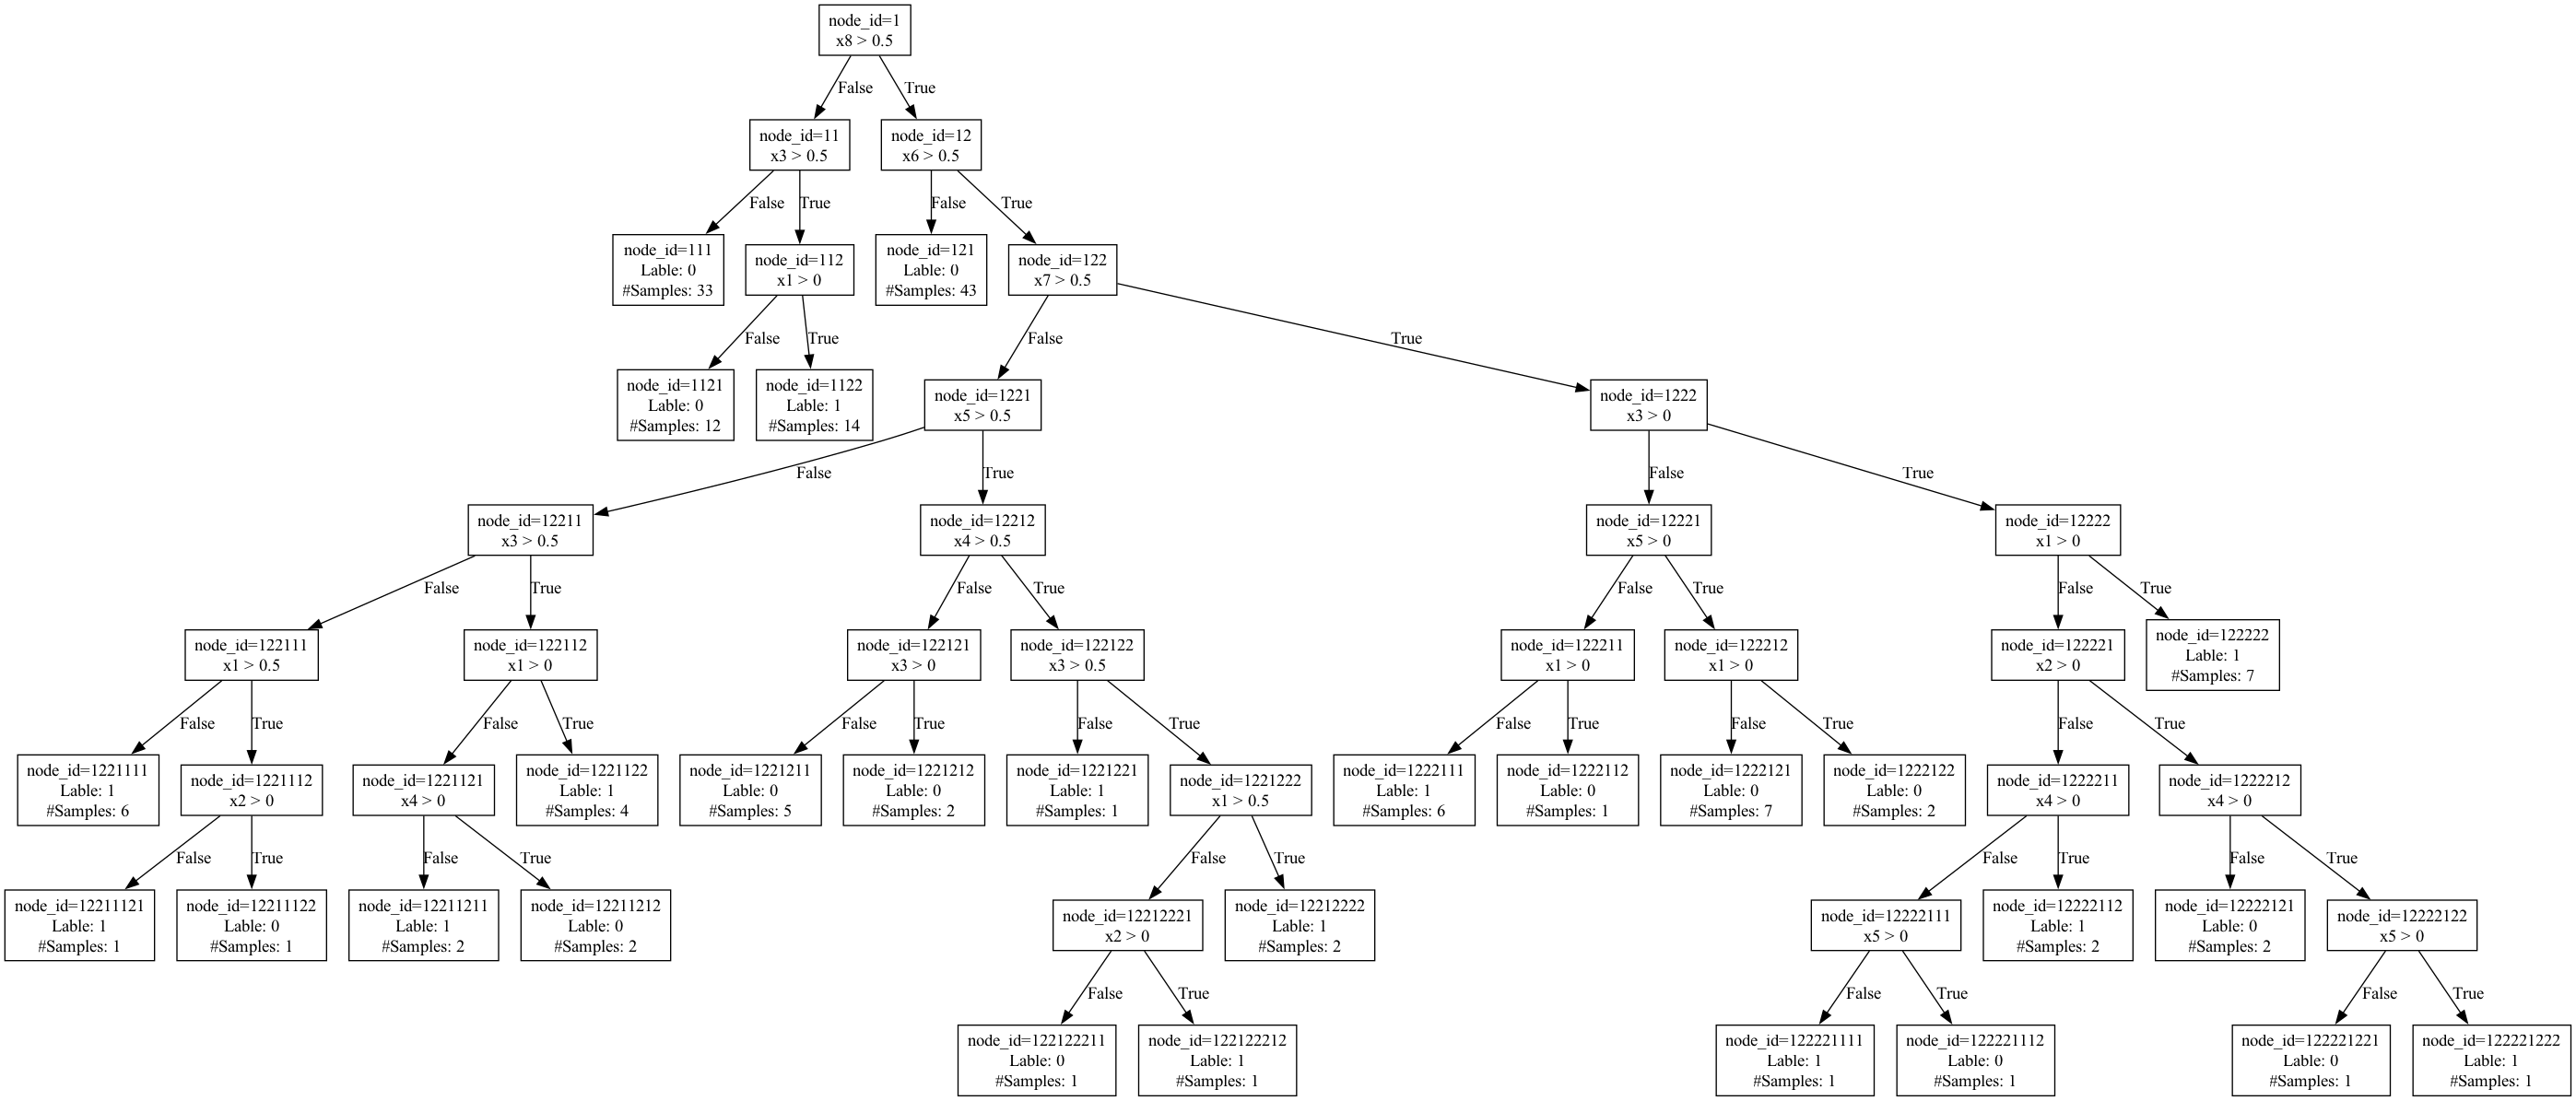 node_id=1
x8 > 0.5
False
True
node_id=11
x3 > 0.5
node_id=12
x6 > 0.5
False
True
False
True
node_id=111
Lable: 0
#Samples: 33
node_id=112
x1 > 0
node_id=121
Lable: 0
#Samples: 43
node_id=122
x7 > 0.5
False
True
False
True
node_id=1121
Lable: 0
#Samples: 12
node_id=1122
Lable: 1
#Samples: 14
node_id=1221
x5 > 0.5
node_id=1222
x3 > 0
False
True
False
True
node_id=12211
x3 > 0.5
node_id=12212
x4 > 0.5
node_id=12221
x5 > 0
node_id=12222
x1 > 0
False
True
False
True
False
True
False
True
node_id=122111
x1 > 0.5
node_id=122112
x1 > 0
node_id=122121
x3 > 0
node_id=122122
x3 > 0.5
node_id=122211
x1 > 0
node_id=122212
x1 > 0
node_id=122221
x2 > 0
node_id=122222
Lable: 1
#Samples: 7
False
True
False
True
False
True
False
True
False
True
False
True
False
True
node_id=1221111
Lable: 1
#Samples: 6
node_id=1221112
x2 > 0
node_id=1221121
x4 > 0
node_id=1221122
Lable: 1
#Samples: 4
node_id=1221211
Lable: 0
#Samples: 5
node_id=1221212
Lable: 0
#Samples: 2
node_id=1221221
Lable: 1
#Samples: 1
node_id=1221222
x1 > 0.5
node_id=1222111
Lable: 1
#Samples: 6
node_id=1222112
Lable: 0
#Samples: 1
node_id=1222121
Lable: 0
#Samples: 7
node_id=1222122
Lable: 0
#Samples: 2
node_id=1222211
x4 > 0
node_id=1222212
x4 > 0
False
True
False
True
False
True
False
True
False
True
node_id=12211121
Lable: 1
#Samples: 1
node_id=12211122
Lable: 0
#Samples: 1
node_id=12211211
Lable: 1
#Samples: 2
node_id=12211212
Lable: 0
#Samples: 2
node_id=12212221
x2 > 0
node_id=12212222
Lable: 1
#Samples: 2
node_id=12222111
x5 > 0
node_id=12222112
Lable: 1
#Samples: 2
node_id=12222121
Lable: 0
#Samples: 2
node_id=12222122
x5 > 0
False
True
False
True
False
True
node_id=122122211
Lable: 0
#Samples: 1
node_id=122122212
Lable: 1
#Samples: 1
node_id=122221111
Lable: 1
#Samples: 1
node_id=122221112
Lable: 0
#Samples: 1
node_id=122221221
Lable: 0
#Samples: 1
node_id=122221222
Lable: 1
#Samples: 1